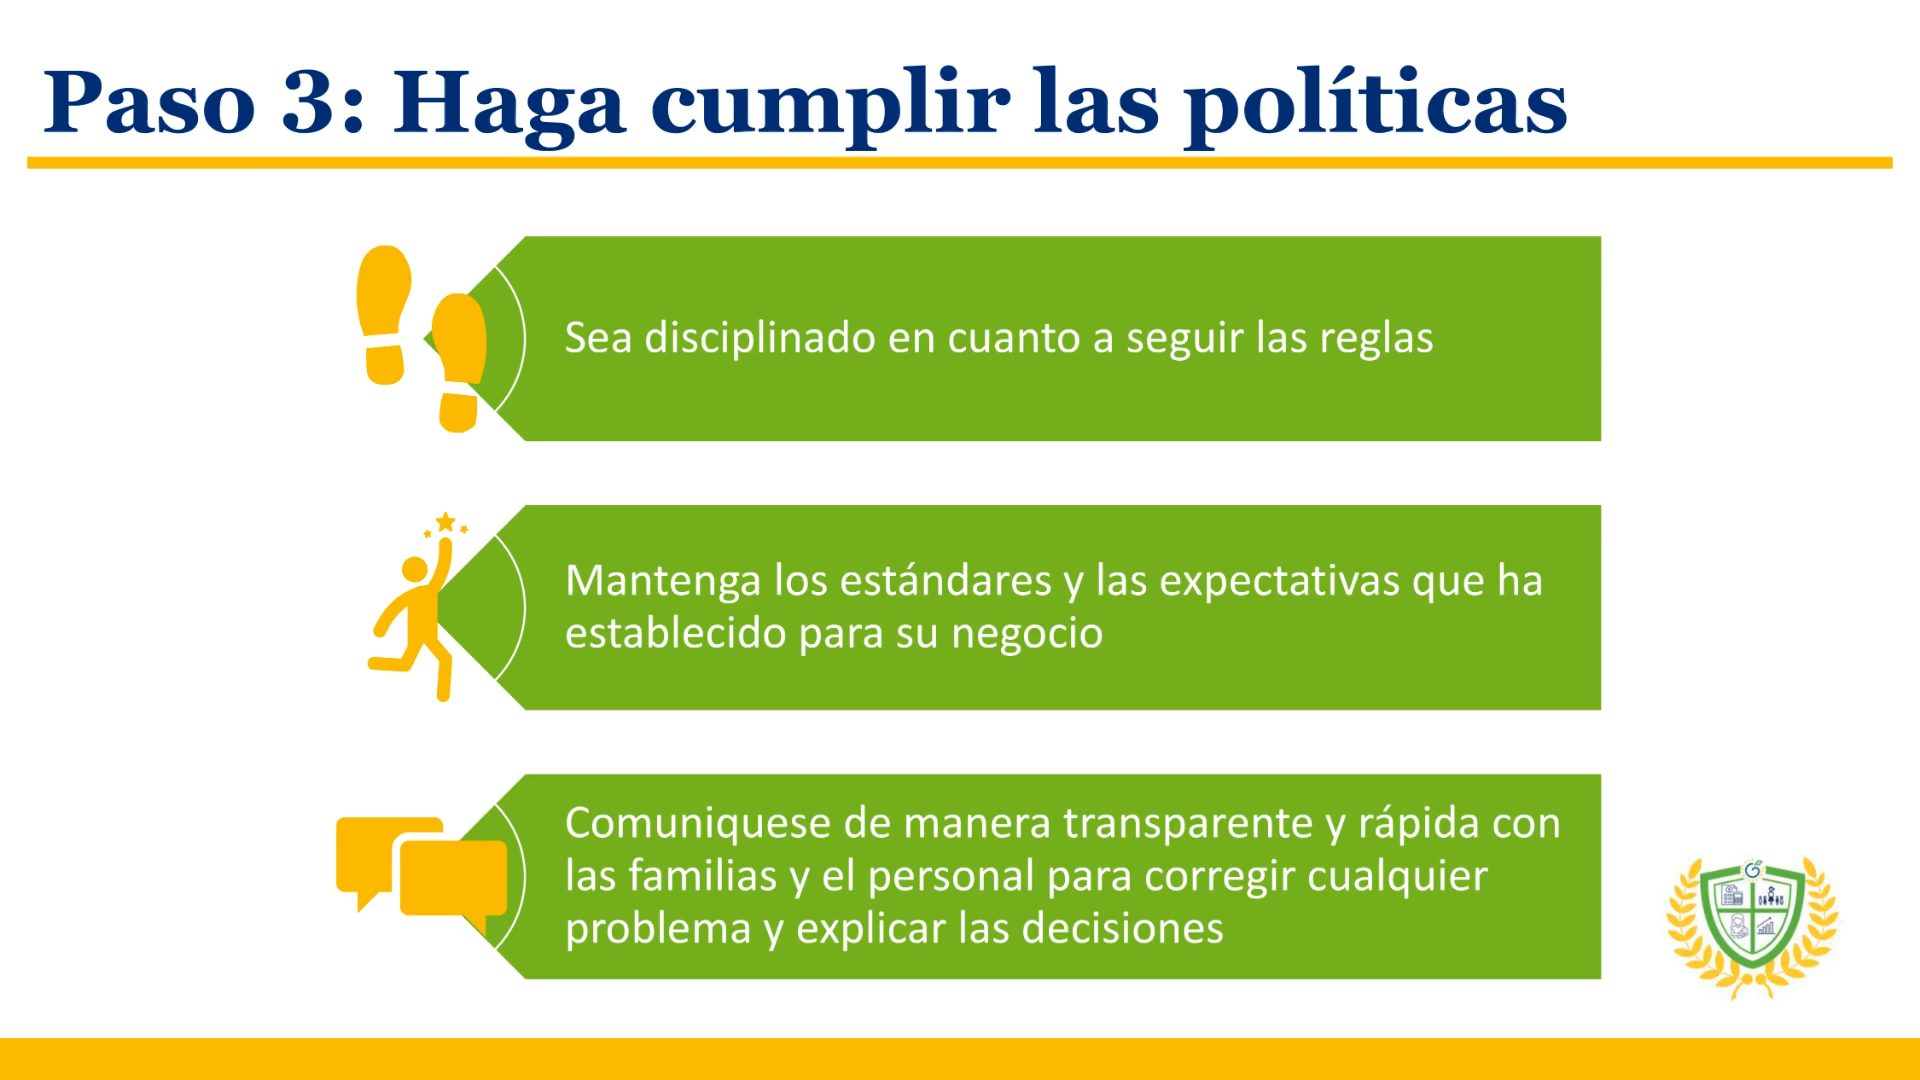 Paso 3: Haga cumplir las políticas
Sea disciplinado en cuanto a seguir las reglas
Mantenga los estándares y las expectativas que ha
establecido para su negocio
Comuniquese de manera transparente y rápida con
las familias y el personal para corregir cualquier
problema y explicar las decisiones